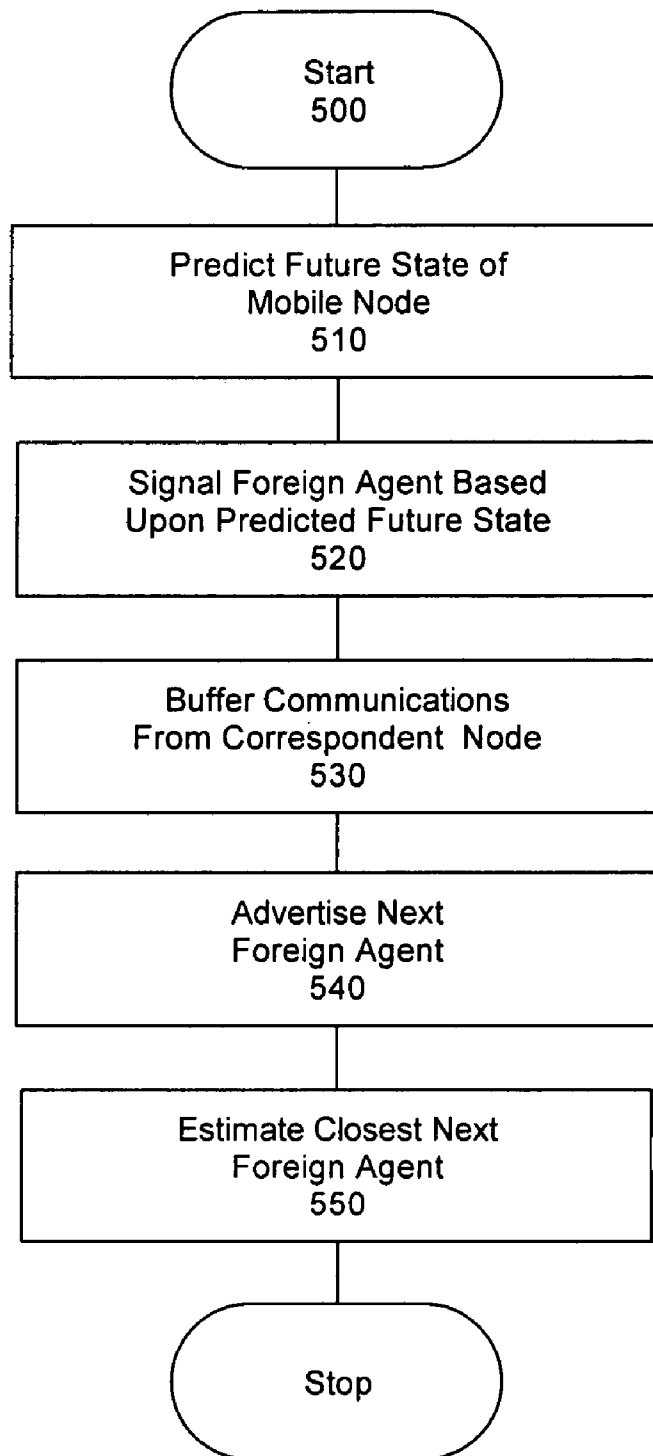 Start
500
Predict Future State of
Mobile Node
510
Signal Foreign Agent Based
Upon Predicted Future State
520
Buffer Communications
From Correspondent Node
530
Advertise Next
Foreign Agent
540
Estimate Closest Next
Foreign Agent
550
Stop